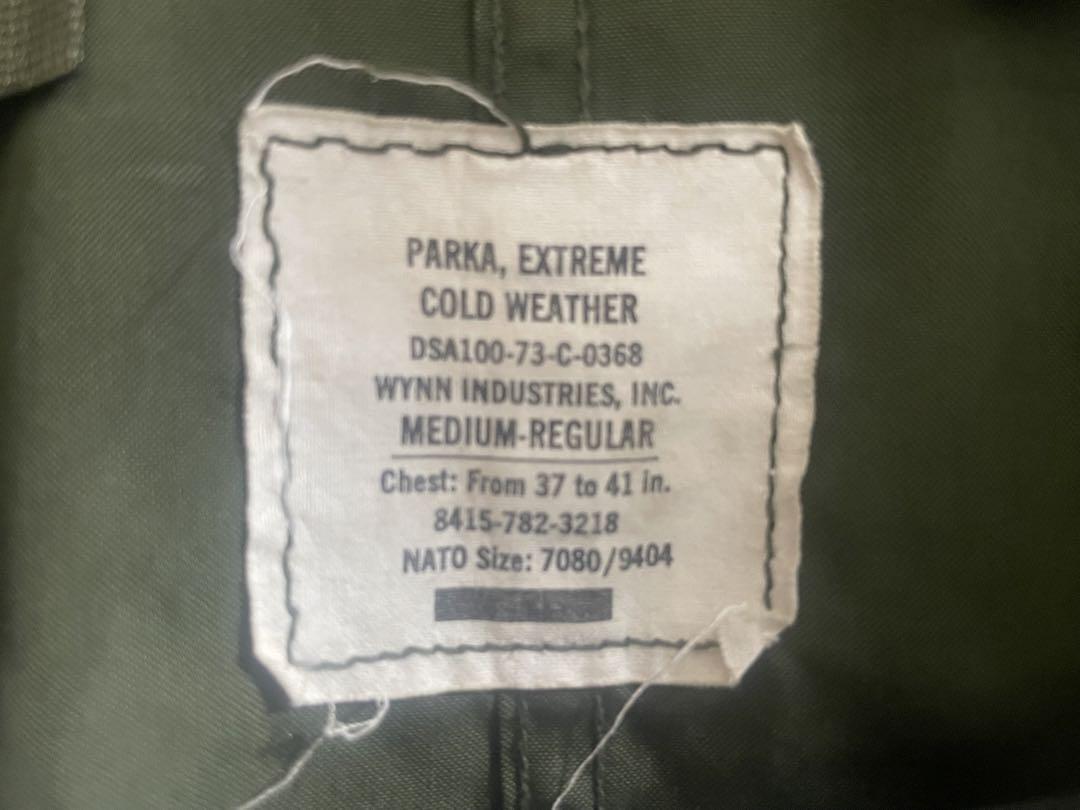 PARKA, EXTREME
COLD WEATHER
DSA100-73-C-0368
WYNN INDUSTRIES, INC.
MEDIUM-REGULAR
Chest: From 37 to 41 in.
8415-782-3218
NATO Size: 7080/9404